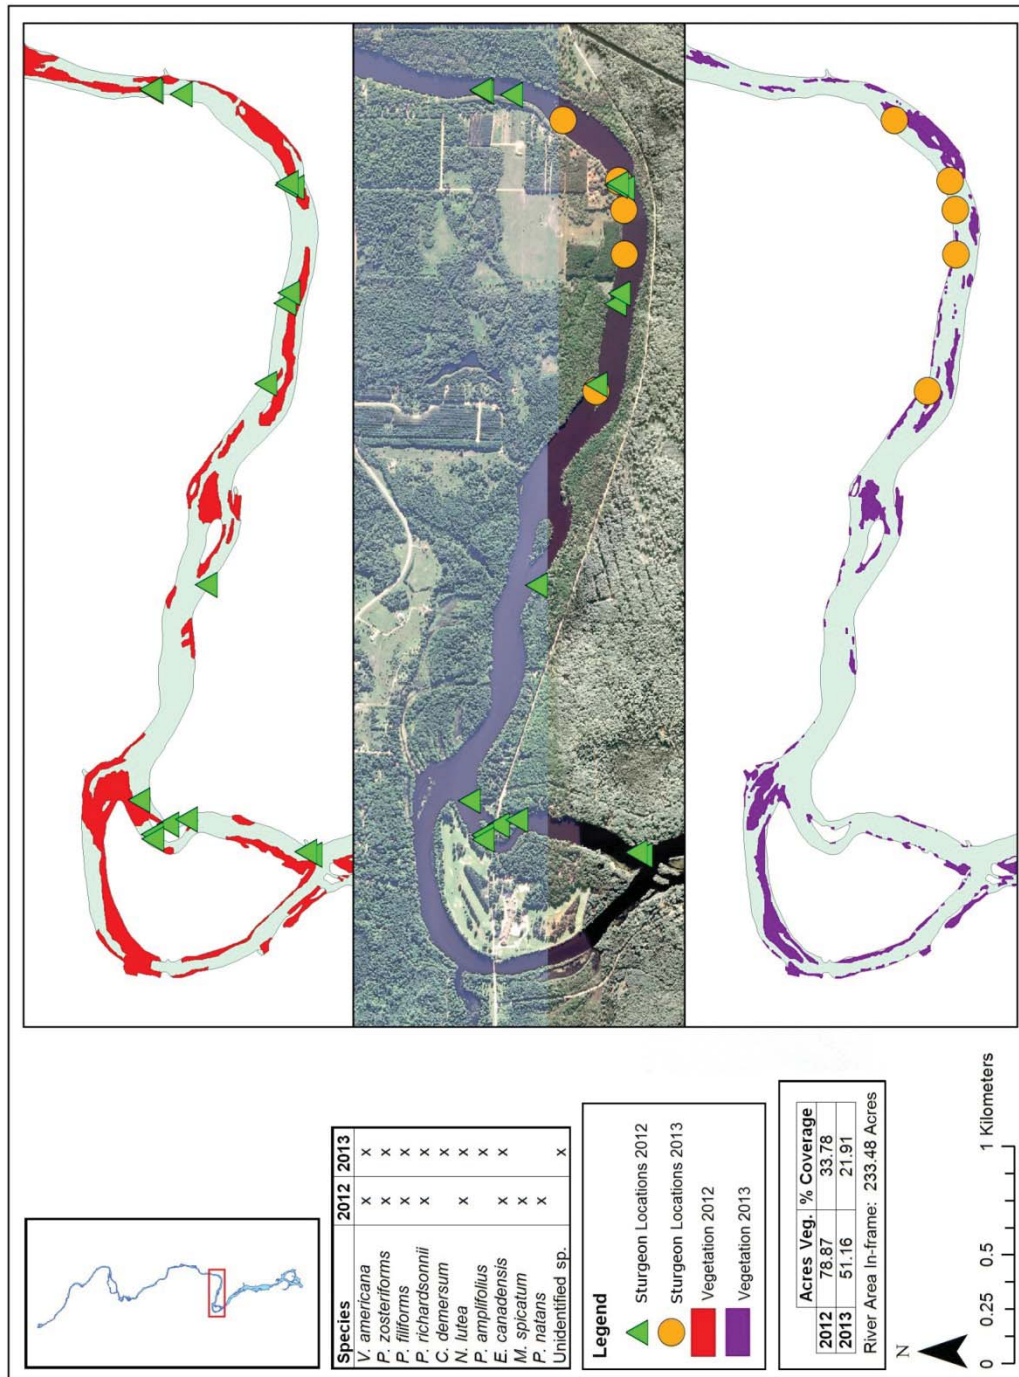 Species 2012 2013
V. americana x x
P. zosteriforms x x
P. filiformis x x
P. richardsonnii x x
C. demersum x
N. lutea x x
P. amplifolius x
E. canadensis x x
M. spicatum x
P. natans x
Unidentified sp. x
Legend
Sturgeon Locations 2012
Sturgeon Locations 2013
Vegetation 2012
Vegetation 2013
Acres Veg. % Coverage
2012 78.87 33.78
2013 51.16 21.91
River Area In-frame: 233.48 Acres
N
0 0.25 0.5 1 Kilometers